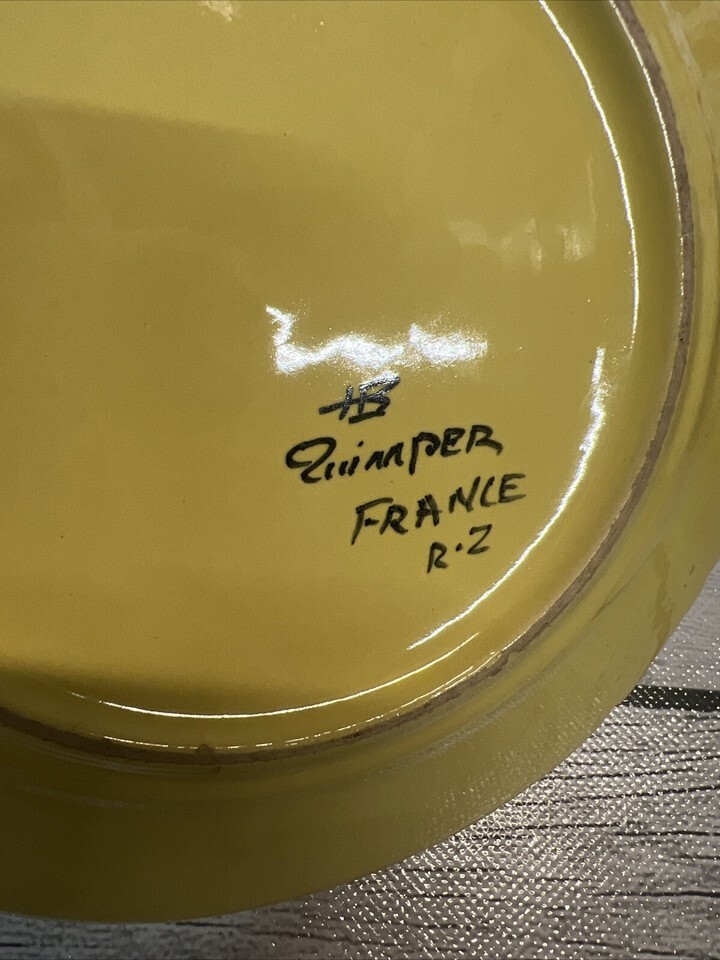 HB
Quimper
FRANCE
R.Z